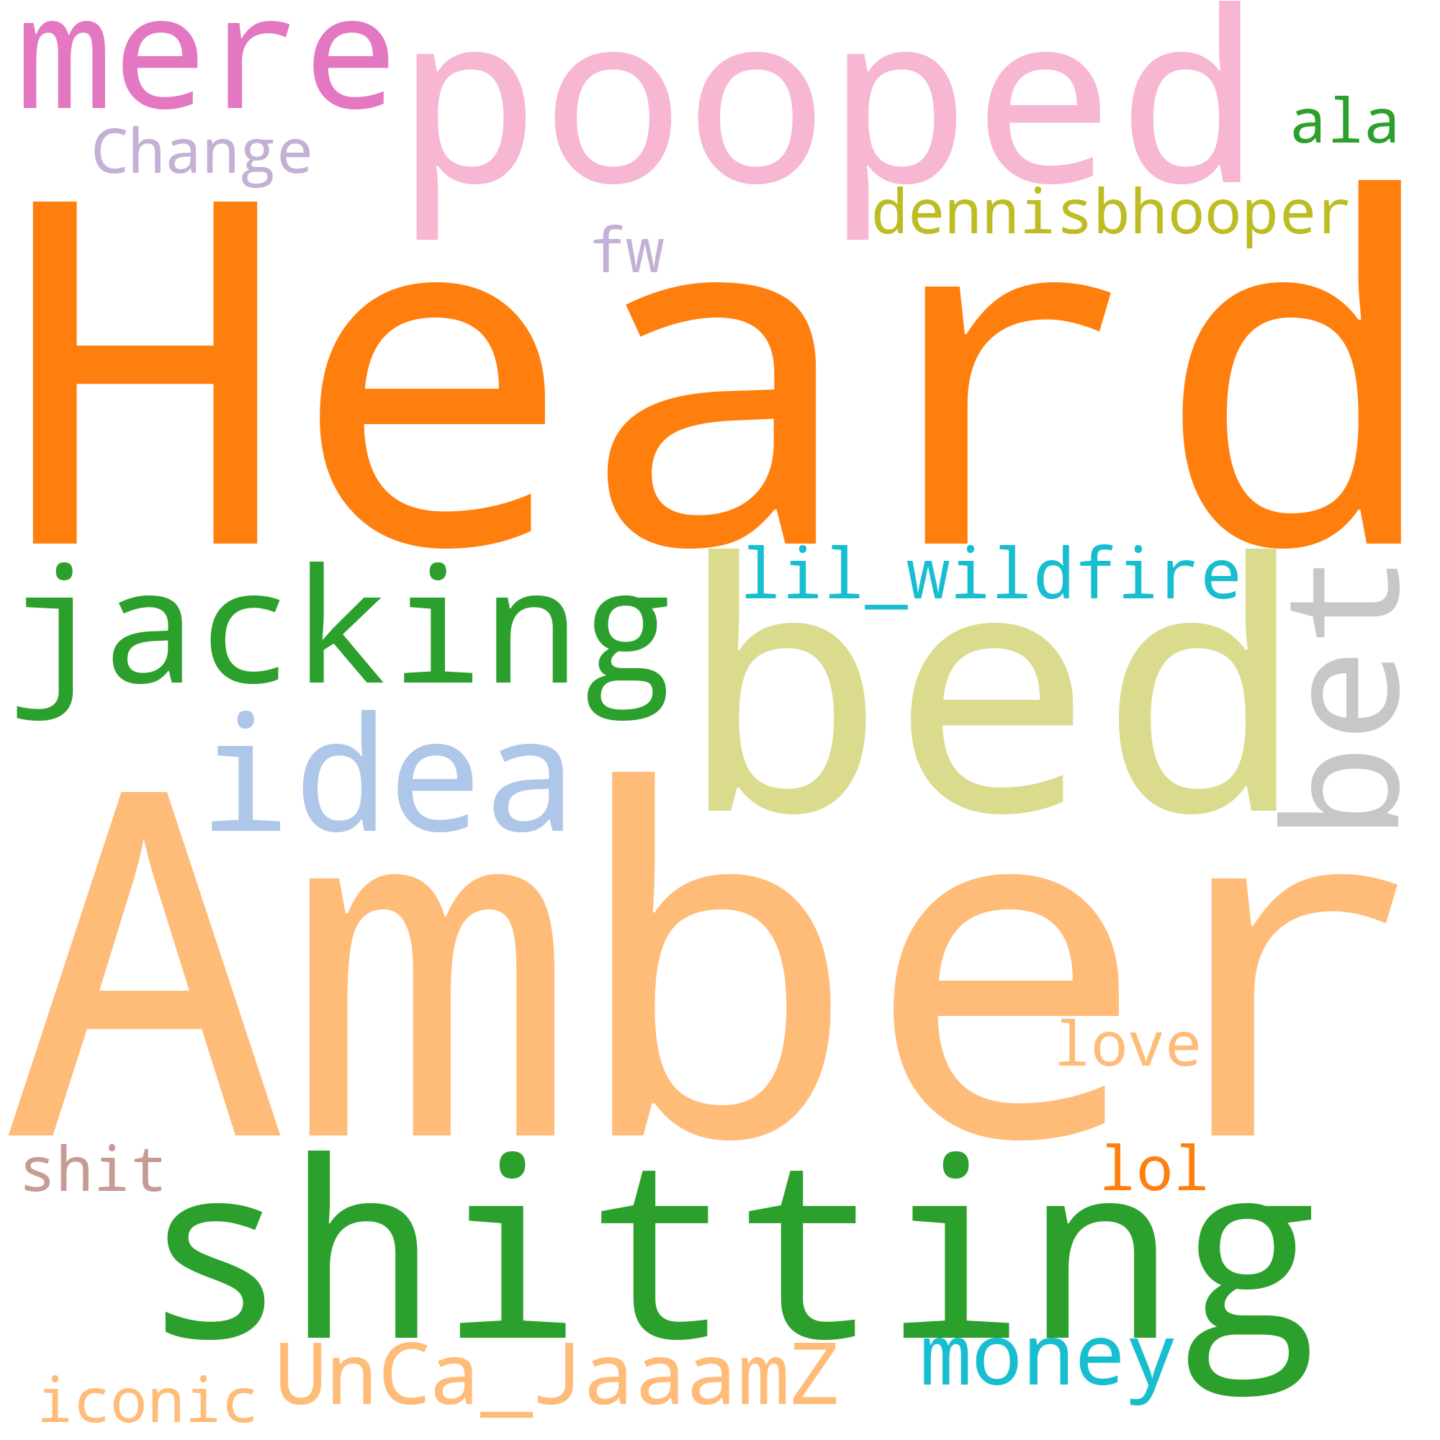 mere
pooped
ala
Change
dennisbhooper
fw
Heard
lil_wildfire
jacking
bed
bet
idea
Amber
love
shit
lol
shitting
money
UnCa_JaaamZ
iconic